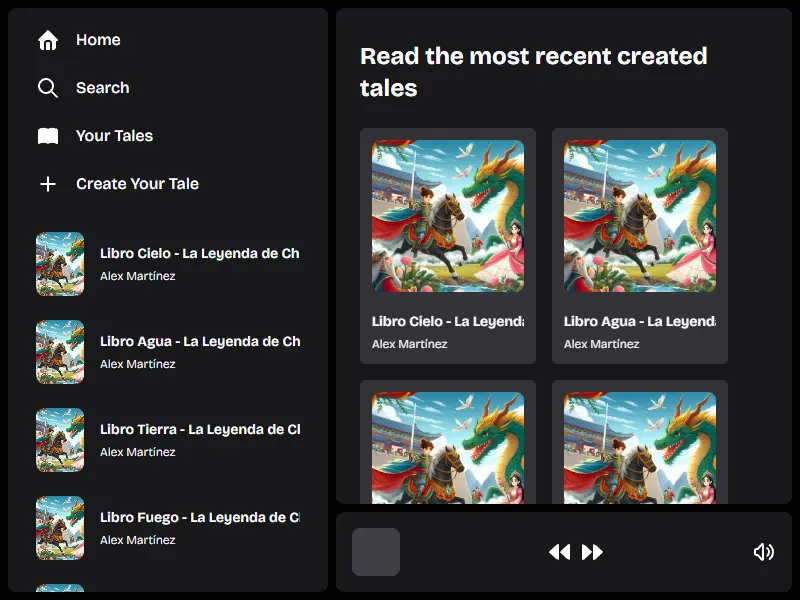 Home
Search
Your Tales
Create Your Tale
Libro Cielo - La Leyenda de Ch
Alex Martínez
Libro Agua - La Leyenda de Ch
Alex Martínez
Libro Tierra - La Leyenda de Cl
Alex Martínez
Libro Fuego - La Leyenda de C
Alex Martínez
Read the most recent created
tales
Libro Cielo - La Leyenda
Alex Martínez
Libro Agua - La Leyend
Alex Martínez